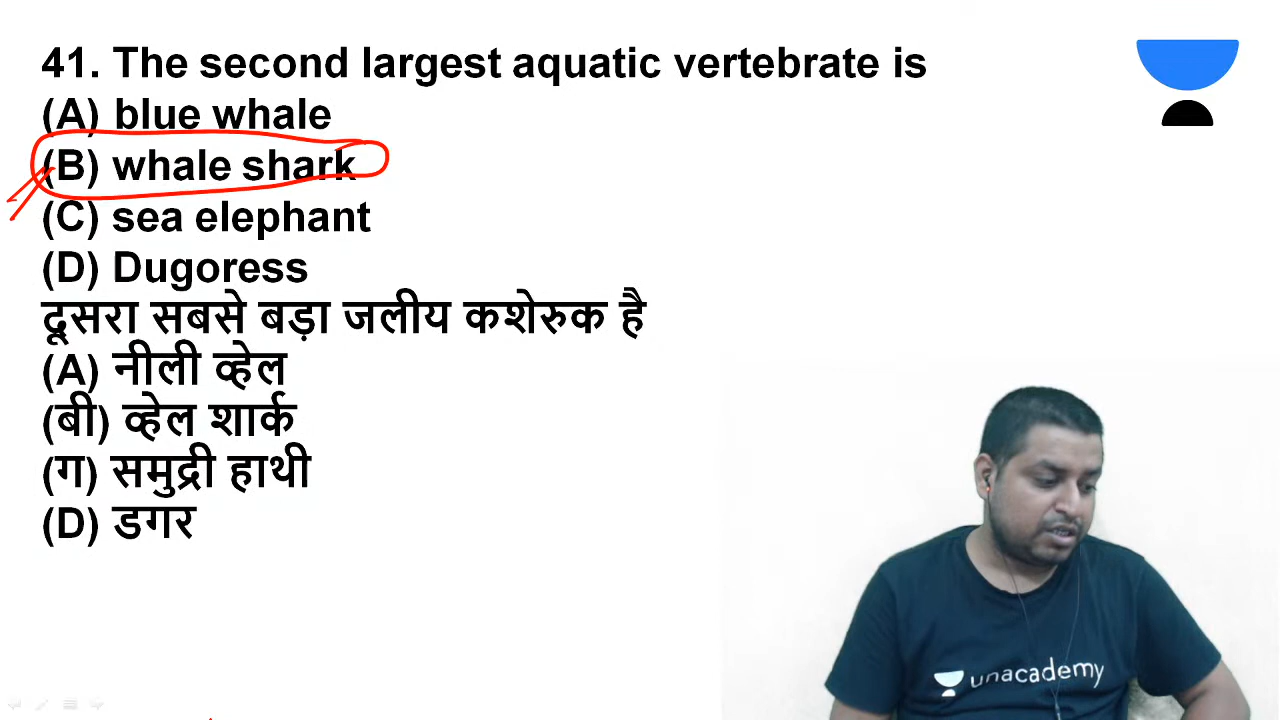 41. The second largest aquatic vertebrate is
(A) blue whale
(B) whale shark
(C) sea elephant
(D) Dugoress
दूसरा सबसे बड़ा जलीय कशेरुक है
(A) नीली व्हेल
(बी) व्हेल शार्क
(ग) समुद्री हाथी
(D) डगर
unacademy